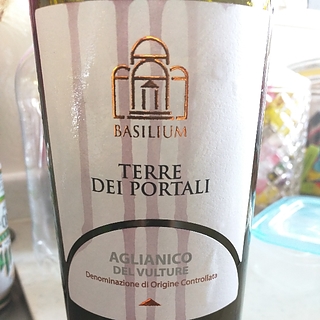 BASILIUM
TERRE
DEI PORTALI
AGLIANICO
DEL VULTURE
Denominazione di Origine Controllata